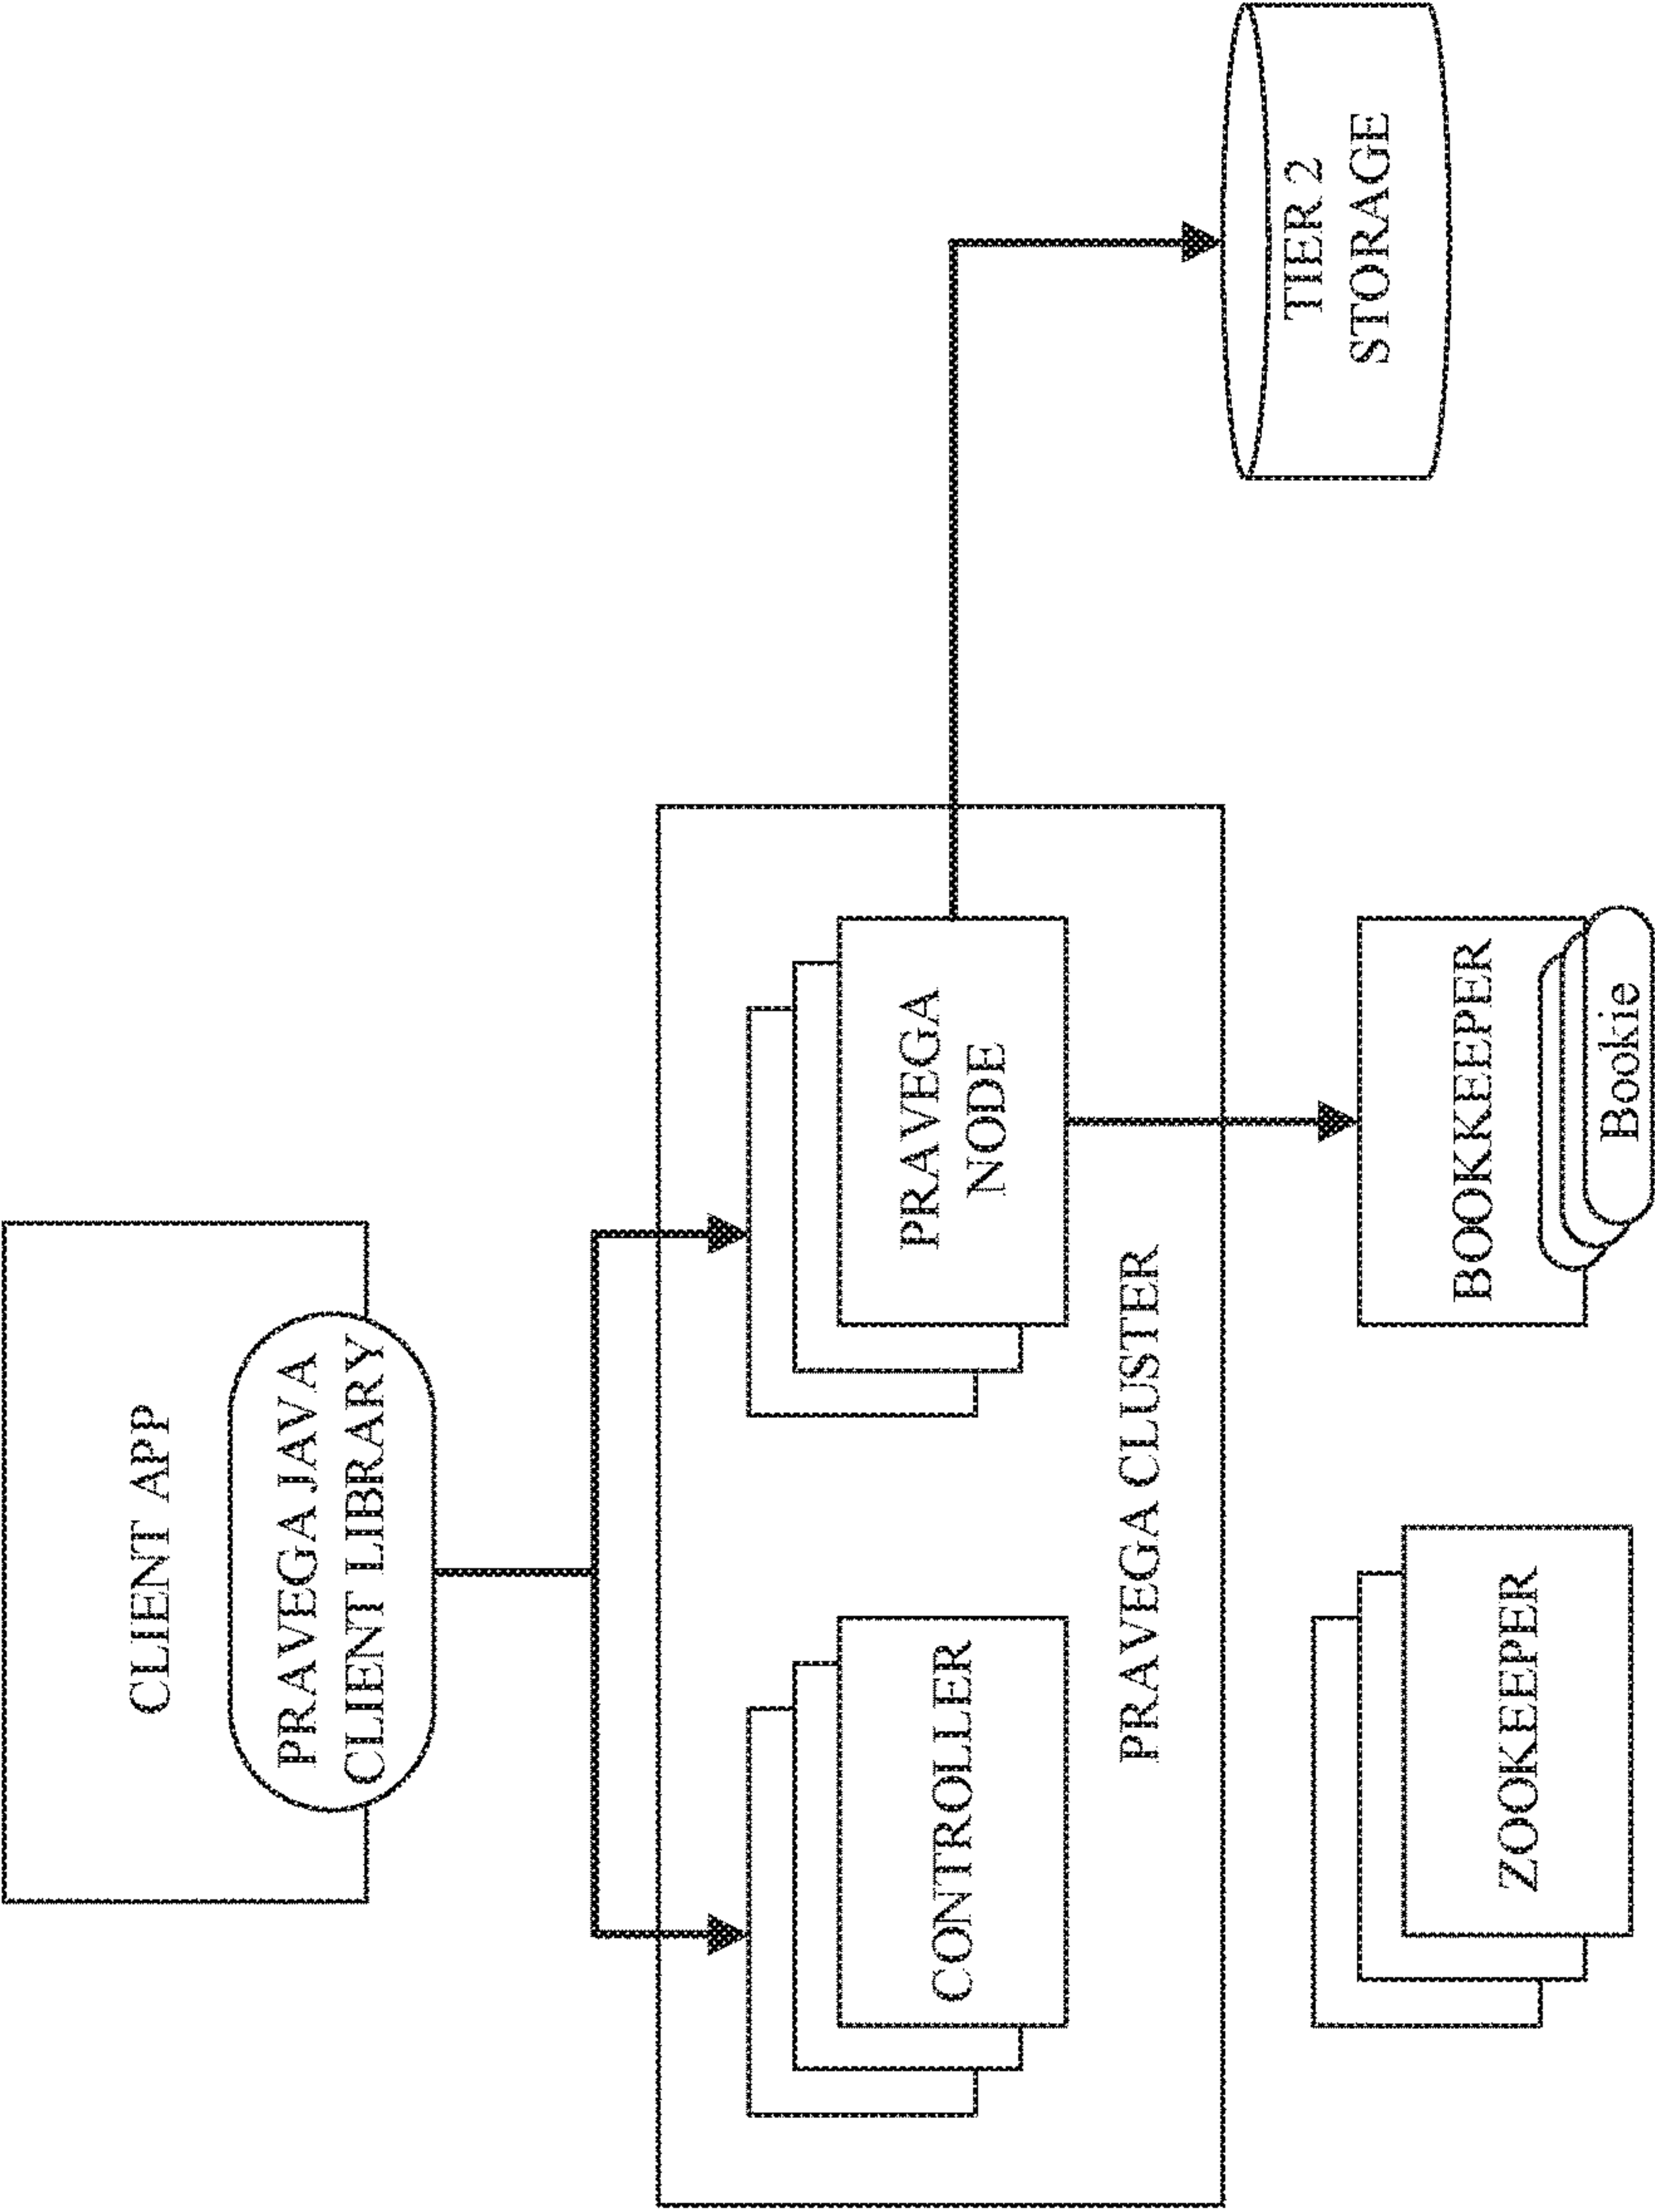 CLIENT APP
PRAVEGA JAVA
CLIENT LIBRARY
CONTROLLER
PRAVEGA
NODE
PRAVEGA CLUSTER
TIER 2
STORAGE
ZOOKEEPER
BOOKKEEPER
Bookie